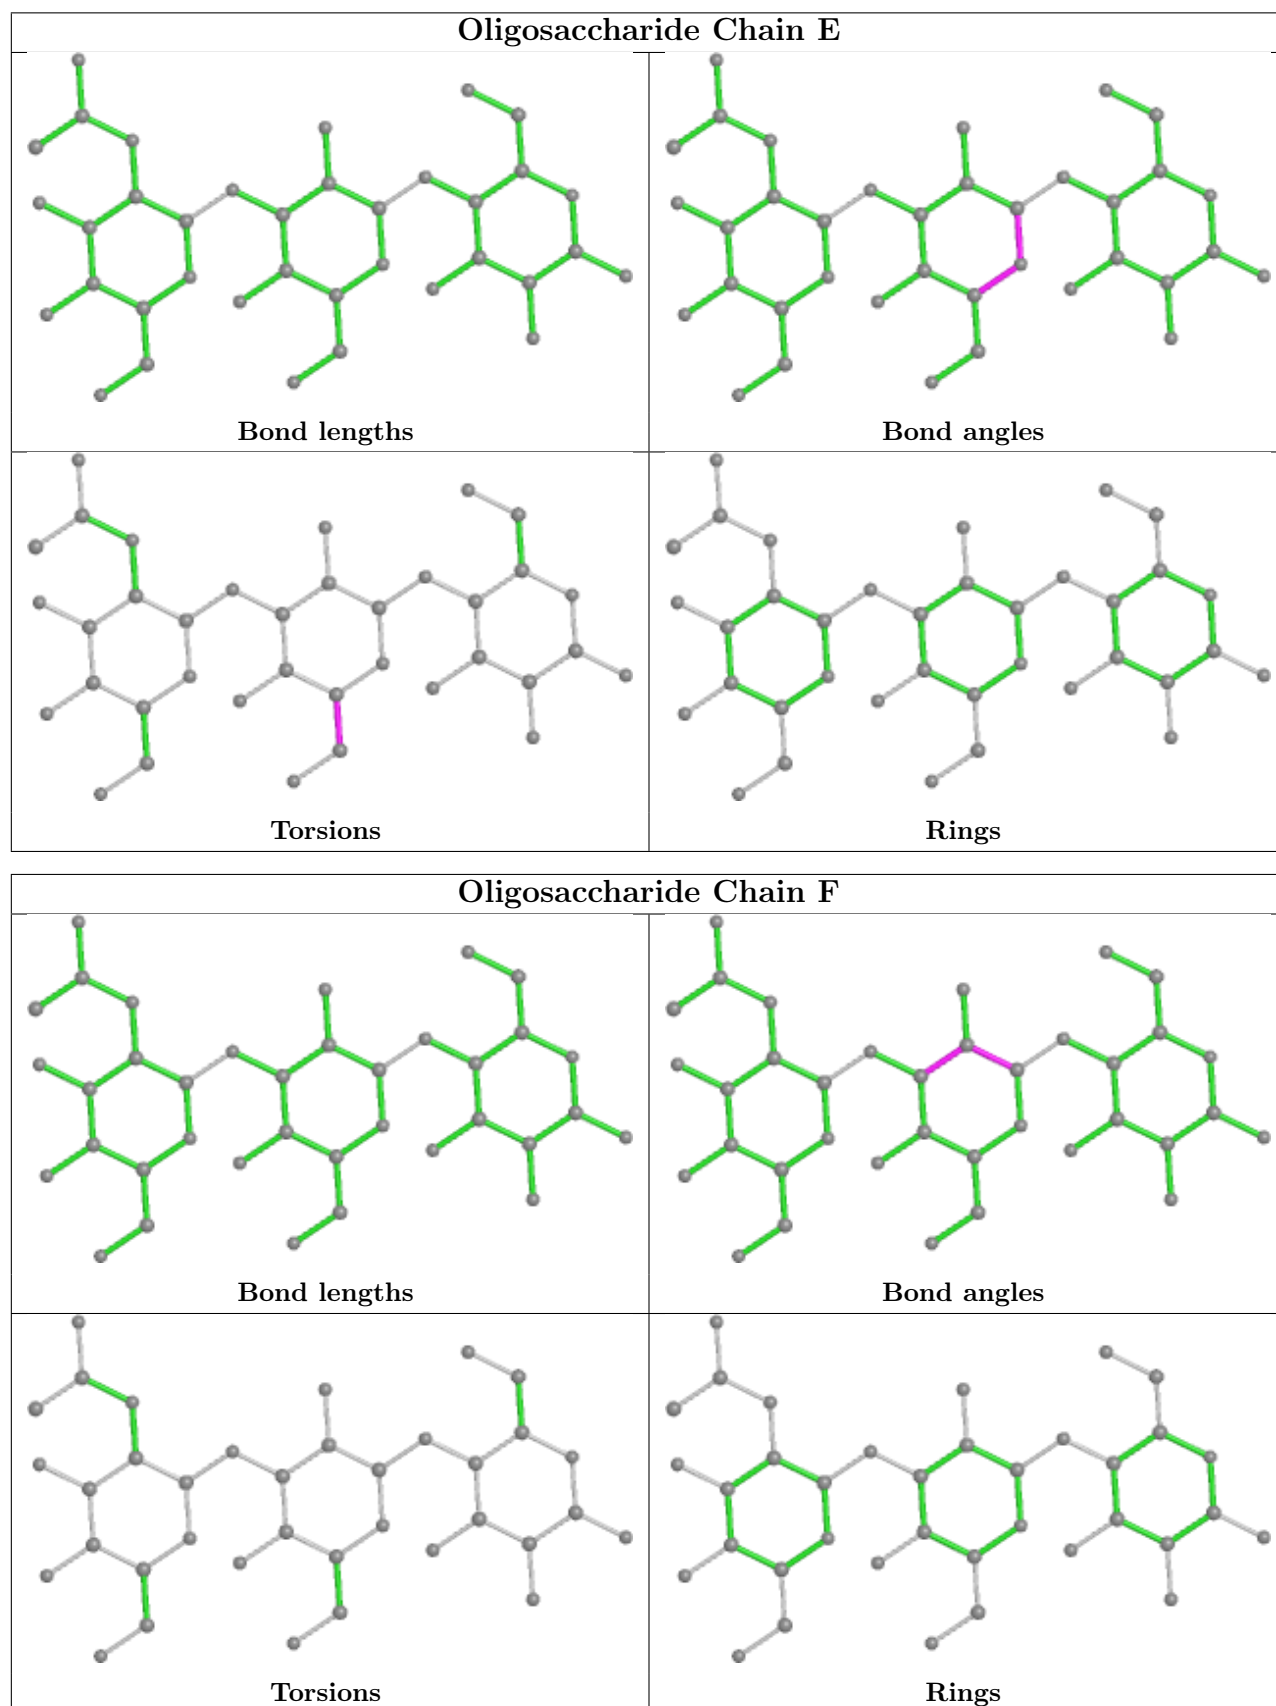 Oligosaccharide Chain E
Bond lengths
Bond angles
Torsions
Rings
Oligosaccharide Chain F
Bond lengths
Bond angles
Torsions
Rings